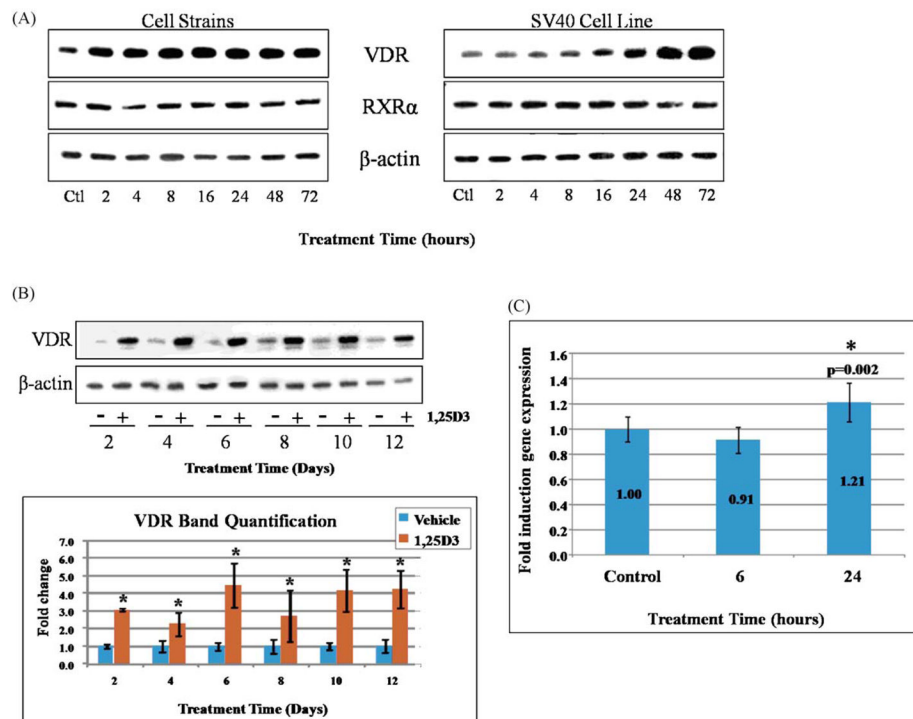 (A)
Cell Strains
SV40 Cell Line
VDR
RXRα
β-actin
Ctl 2 4 8 16 24 48 72
Ctl 2 4 8 16 24 48 72
Treatment Time (hours)
(B)
VDR
β-actin
- + - + - + - + - + - + 1,25D3
2 4 6 8 10 12
Treatment Time (Days)
VDR Band Quantification
Vehicle
1,25D3
Fold change
7.0
6.0
5.0
4.0
3.0
2.0
1.0
0.0
* * * * * *
2 4 6 8 10 12
Treatment Time (Days)
(C)
Fold induction gene expression
1.6
1.4
1.2
1.0
0.8
0.6
0.4
0.2
0.0
*
p=0.002
1.00
0.91
1.21
Control 6 24
Treatment Time (hours)